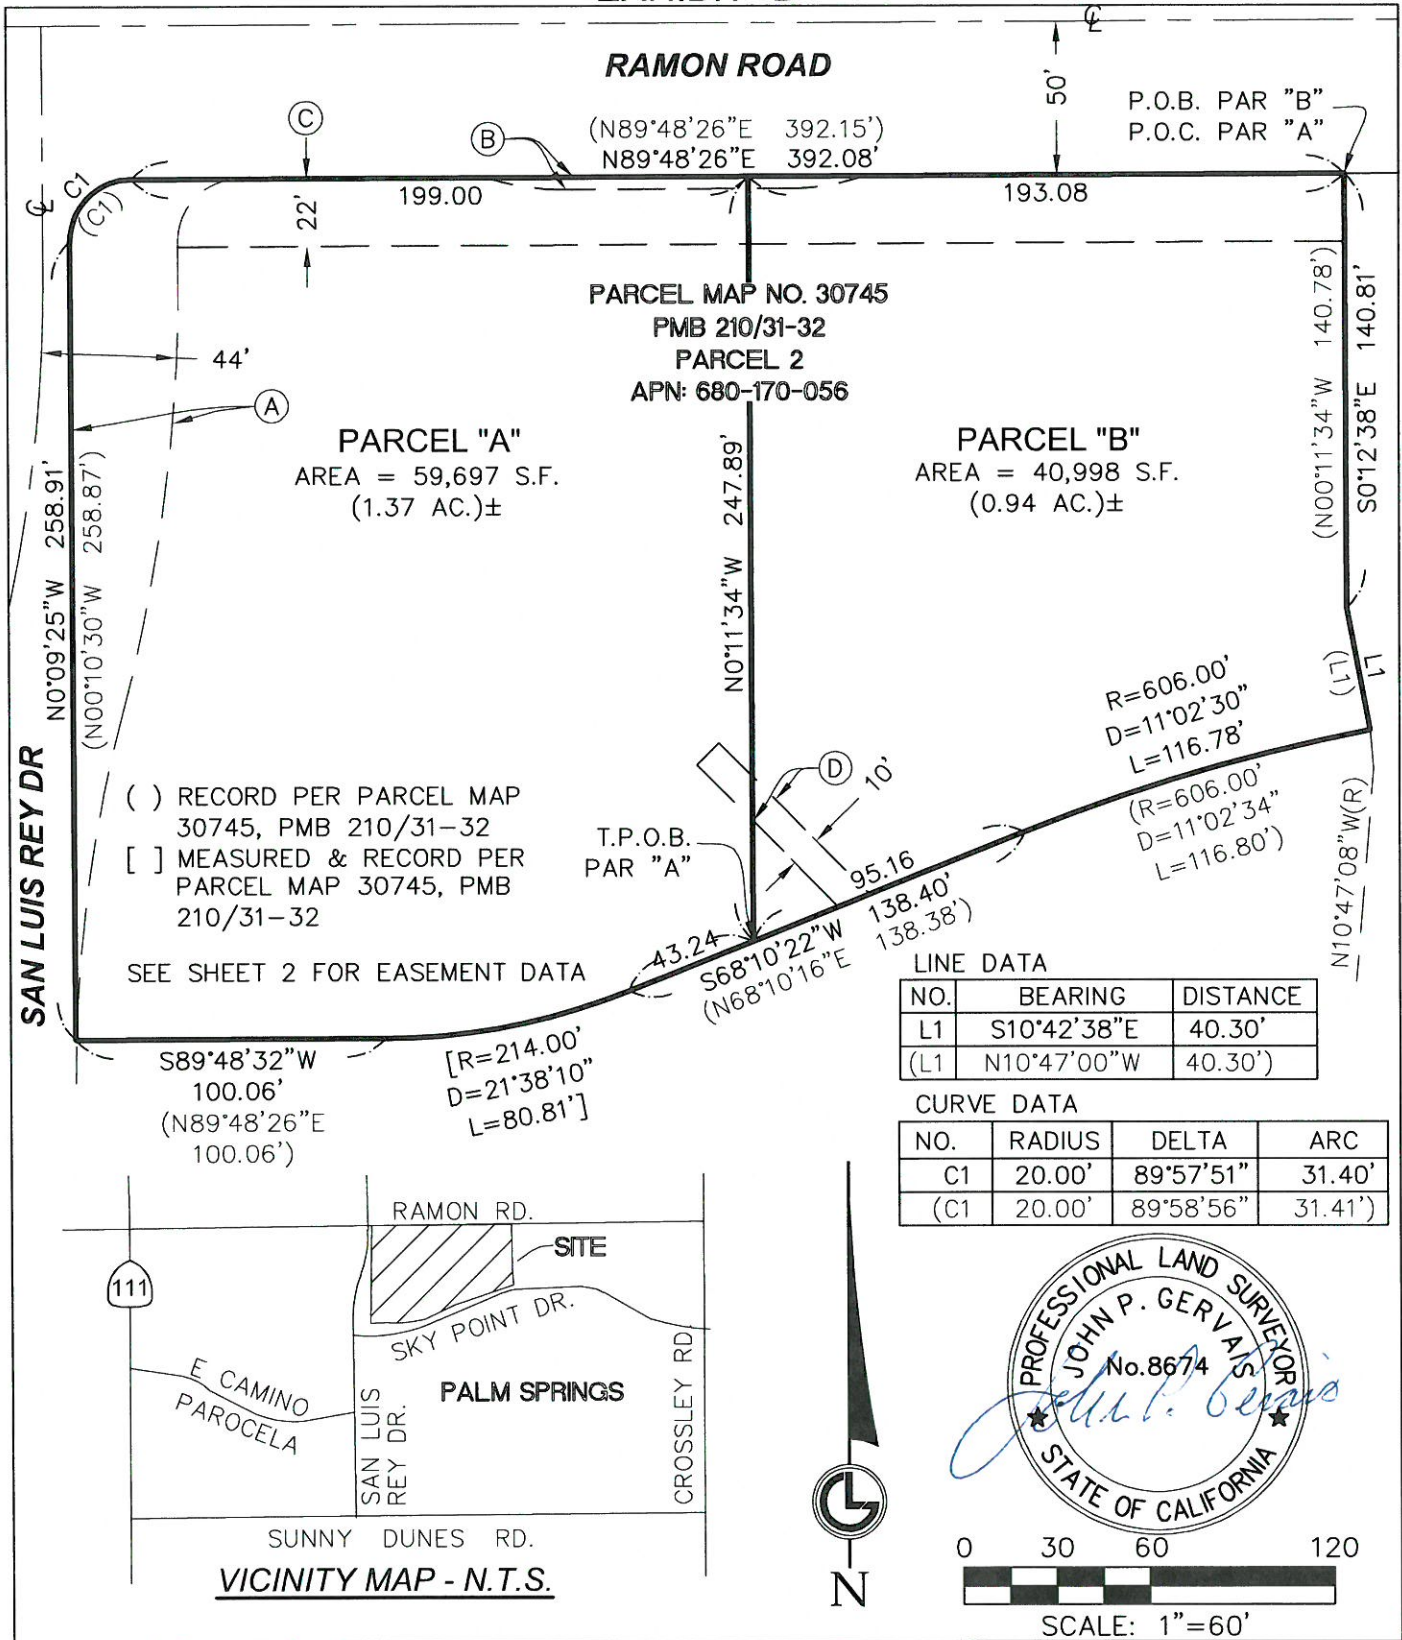 RAMON ROAD
℄
50'
P.O.B. PAR "B"
P.O.C. PAR "A"
(N89°48'26"E 392.15')
N89°48'26"E 392.08'
C
B
C1
(C1)
℄
22'
199.00
193.08
PARCEL MAP NO. 30745
PMB 210/31-32
PARCEL 2
APN: 680-170-056
44'
A
PARCEL "A"
AREA = 59,697 S.F.
(1.37 AC.)±
PARCEL "B"
AREA = 40,998 S.F.
(0.94 AC.)±
N0°09'25"W 258.91'
(N00°10'30"W 258.87')
N0°11'34"W 247.89'
(N00°11'34"W 140.78')
S0°12'38"E 140.81'
L1
(L1)
SAN LUIS REY DR
R=606.00'
D=11°02'30"
L=116.78'
(R=606.00'
D=11°02'34"
L=116.80')
N10°47'08"W(R)
D
10'
( ) RECORD PER PARCEL MAP
30745, PMB 210/31-32
[ ] MEASURED & RECORD PER
PARCEL MAP 30745, PMB
210/31-32
T.P.O.B.
PAR "A"
SEE SHEET 2 FOR EASEMENT DATA
43.24
95.16
S68°10'22"W 138.40'
(N68°10'16"E 138.38')
S89°48'32"W
100.06'
(N89°48'26"E
100.06')
[R=214.00'
D=21°38'10"
L=80.81']
LINE DATA
NO. BEARING DISTANCE
L1 S10°42'38"E 40.30'
(L1 N10°47'00"W 40.30')
CURVE DATA
NO. RADIUS DELTA ARC
C1 20.00' 89°57'51" 31.40'
(C1 20.00' 89°58'56" 31.41')
RAMON RD.
SITE
111
SKY POINT DR.
E CAMINO
PAROCELA
PALM SPRINGS
SAN LUIS
REY DR.
CROSSLEY RD.
SUNNY DUNES RD.
VICINITY MAP - N.T.S.
N
PROFESSIONAL LAND SURVEYOR
JOHN P. GERVAIS
No.8674
John P. Gervais
STATE OF CALIFORNIA
0 30 60 120
SCALE: 1"=60'